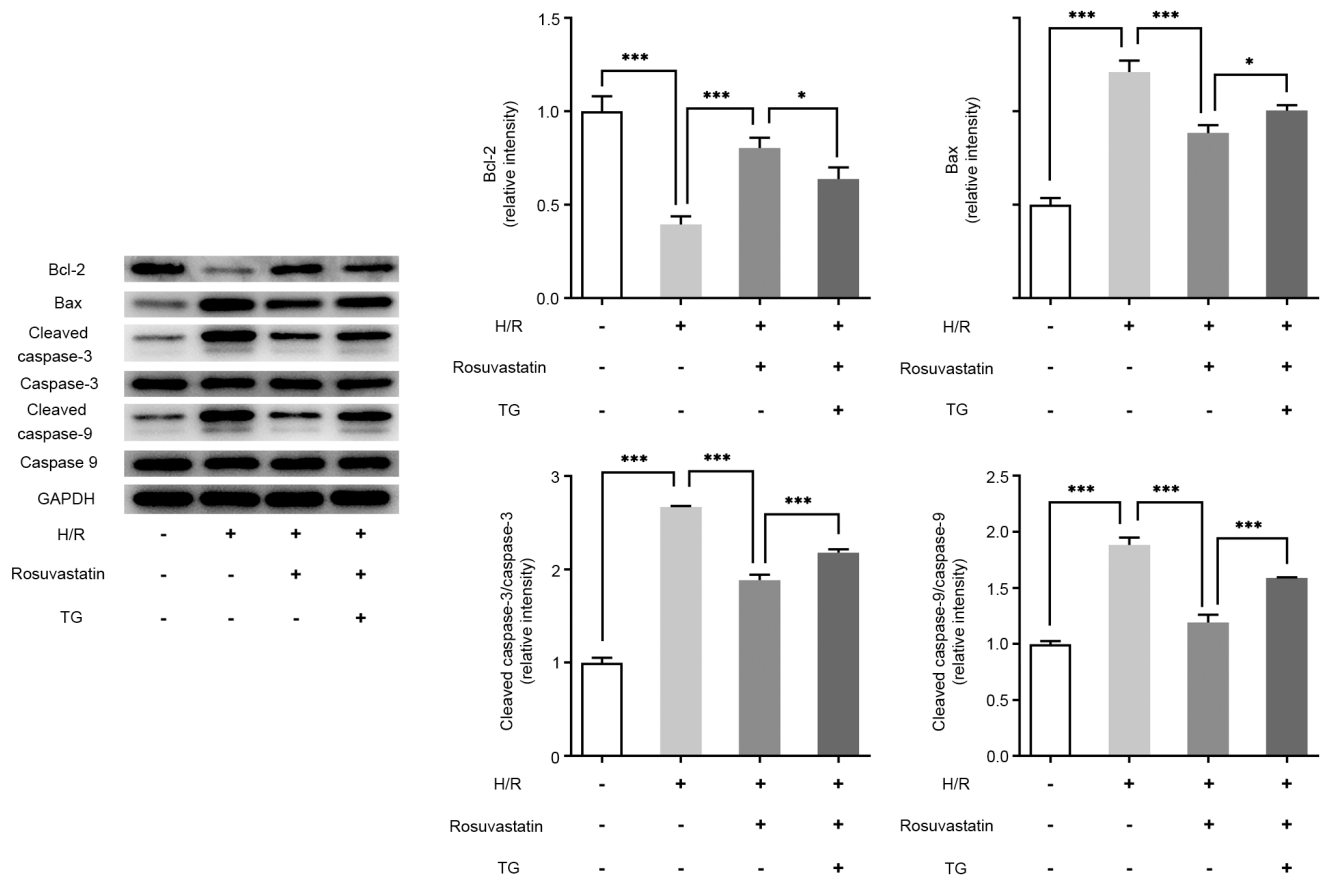 Bcl-2
Bax
Cleaved
caspase-3
Caspase-3
Cleaved
caspase-9
Caspase 9
GAPDH
H/R - + + +
Rosuvastatin - - + +
TG - - - +
Bcl-2
(relative intensity)
1.5
1.0
0.5
0.0
***
***
*
H/R - + + +
Rosuvastatin - - + +
TG - - - +
Bax
(relative intensity)
***
***
*
H/R - + + +
Rosuvastatin - - + +
TG - - - +
Cleaved caspase-3/caspase-3
(relative intensity)
3
2
1
0
***
***
***
H/R - + + +
Rosuvastatin - - + +
TG - - - +
Cleaved caspase-9/caspase-9
(relative intensity)
2.5
2.0
1.5
1.0
0.5
0.0
***
***
***
H/R - + + +
Rosuvastatin - - + +
TG - - - +